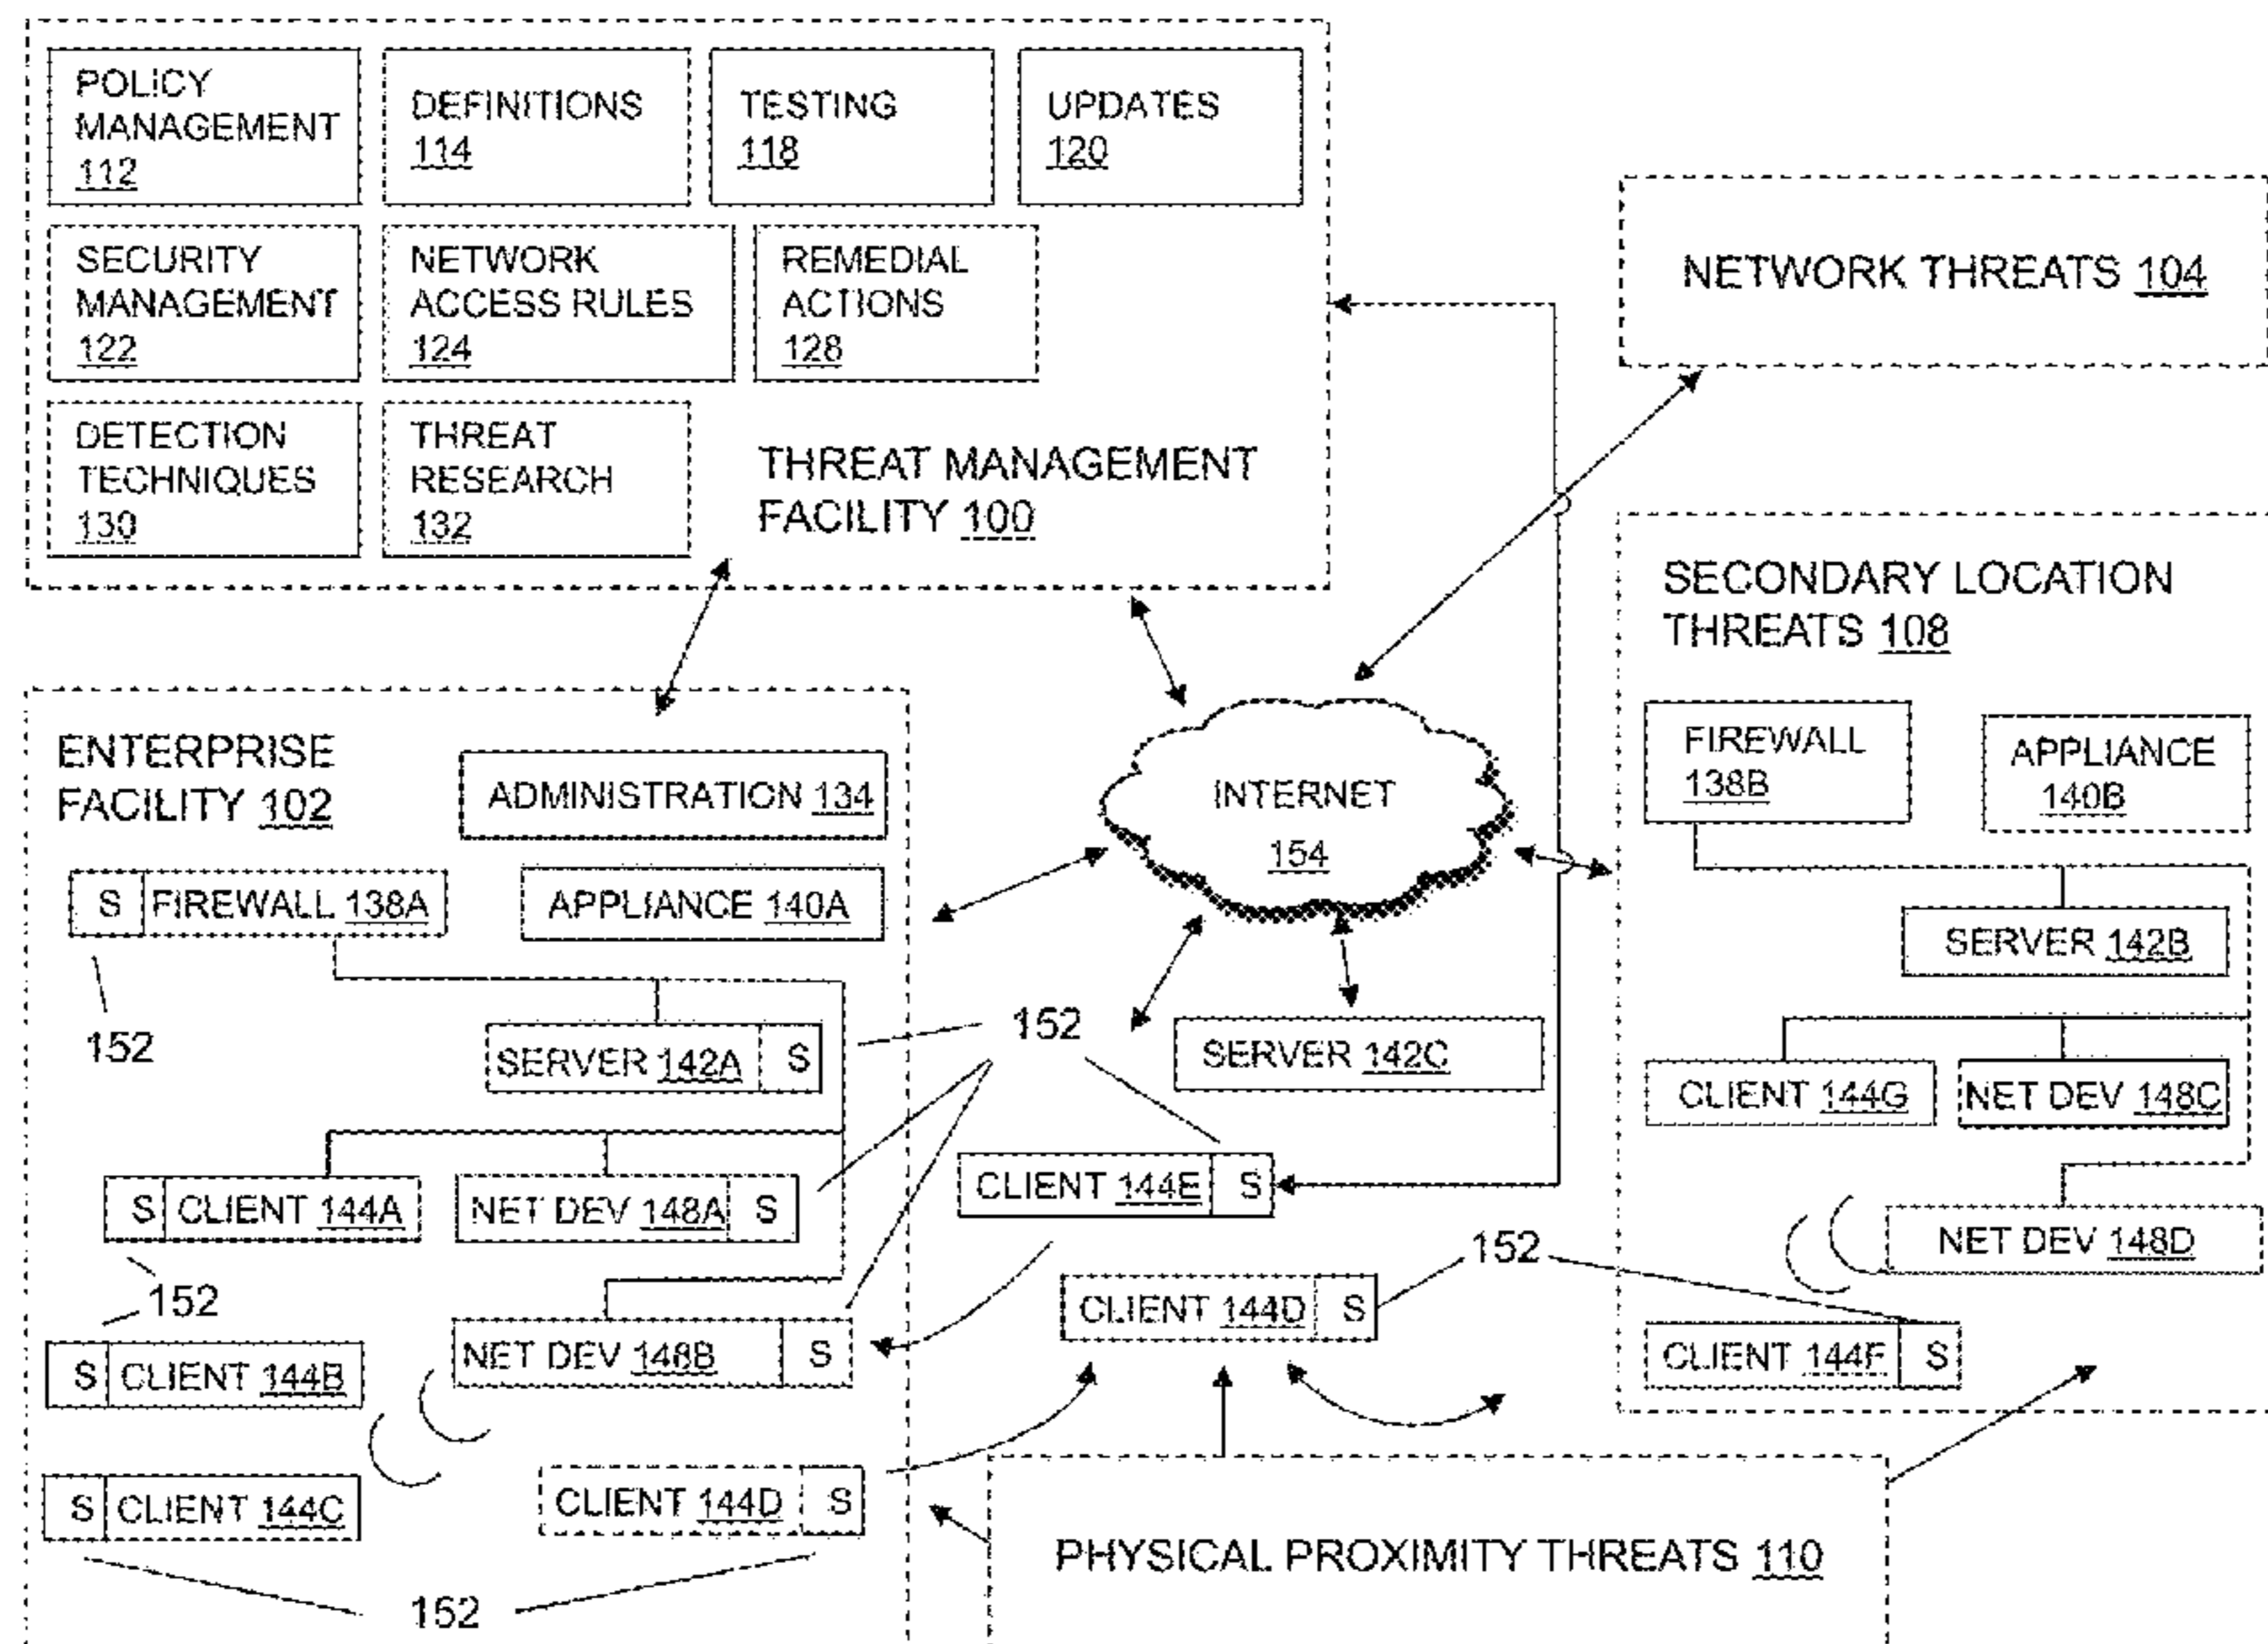 POLICY
MANAGEMENT
112
DEFINITIONS
114
TESTING
118
UPDATES
120
SECURITY
MANAGEMENT
122
NETWORK
ACCESS RULES
124
REMEDIAL
ACTIONS
128
DETECTION
TECHNIQUES
130
THREAT
RESEARCH
132
THREAT MANAGEMENT
FACILITY 100
NETWORK THREATS 104
SECONDARY LOCATION
THREATS 108
FIREWALL
138B
APPLIANCE
140B
SERVER 142B
CLIENT 144G
NET DEV 148C
NET DEV 148D
CLIENT 144F S
ENTERPRISE
FACILITY 102
ADMINISTRATION 134
S FIREWALL 138A
APPLIANCE 140A
152
SERVER 142A S
S CLIENT 144A
NET DEV 148A S
152
S CLIENT 144B
NET DEV 148B S
S CLIENT 144C
CLIENT 144D S
152
INTERNET
154
152
SERVER 142C
CLIENT 144E S
152
CLIENT 144D S
PHYSICAL PROXIMITY THREATS 110